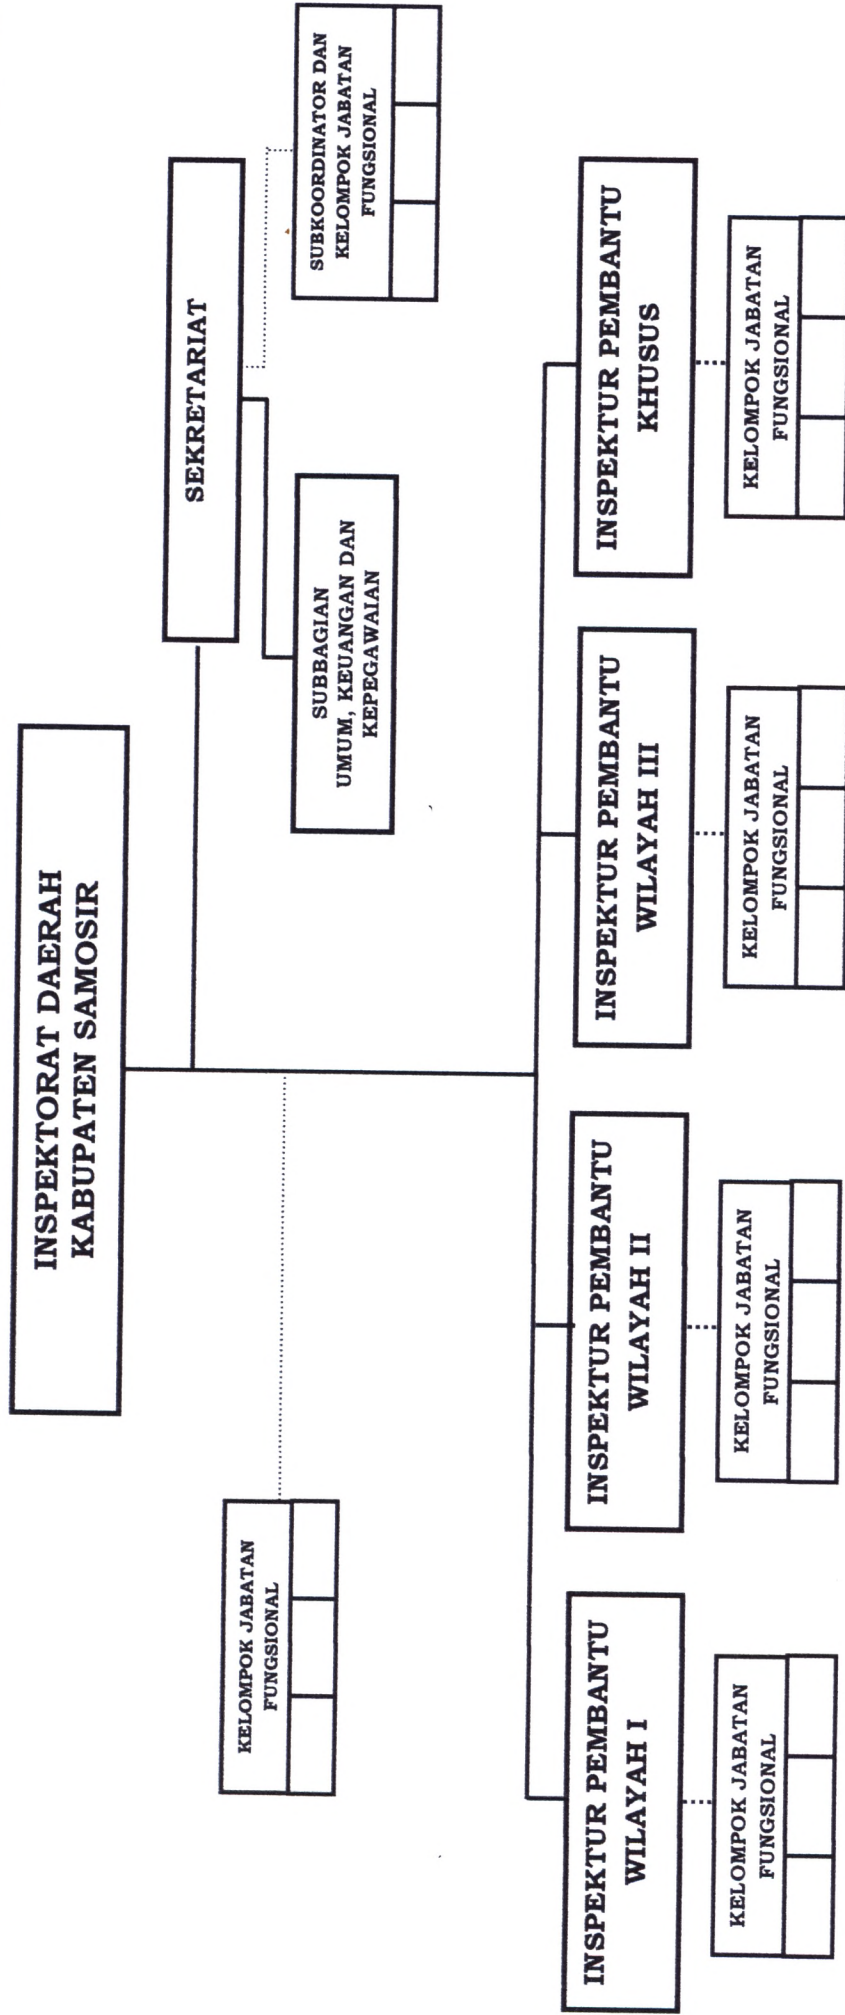 INSPEKTORAT DAERAH
KABUPATEN SAMOSIR
SEKRETARIAT
SUBBAGIAN
UMUM, KEUANGAN DAN
KEPEGAWAIAN
SUBKOORDINATOR DAN
KELOMPOK JABATAN
FUNGSIONAL
KELOMPOK JABATAN
FUNGSIONAL
INSPEKTUR PEMBANTU
WILAYAH I
INSPEKTUR PEMBANTU
WILAYAH II
INSPEKTUR PEMBANTU
WILAYAH III
INSPEKTUR PEMBANTU
KHUSUS
KELOMPOK JABATAN
FUNGSIONAL
KELOMPOK JABATAN
FUNGSIONAL
KELOMPOK JABATAN
FUNGSIONAL
KELOMPOK JABATAN
FUNGSIONAL